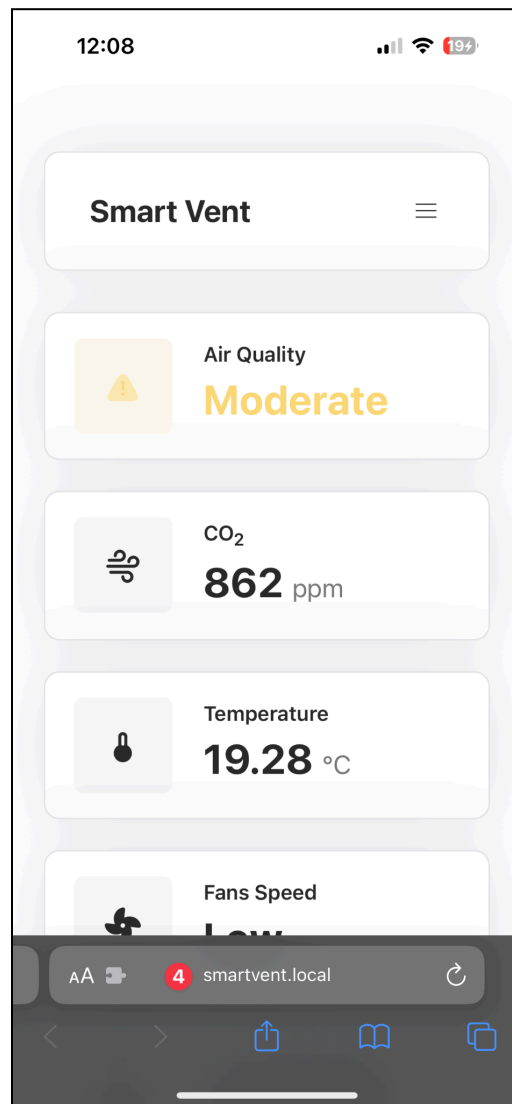 12:08
19
Smart Vent
Air Quality
Moderate
CO₂
862 ppm
Temperature
19.28 °C
Fans Speed
Low
AA
4
smartvent.local